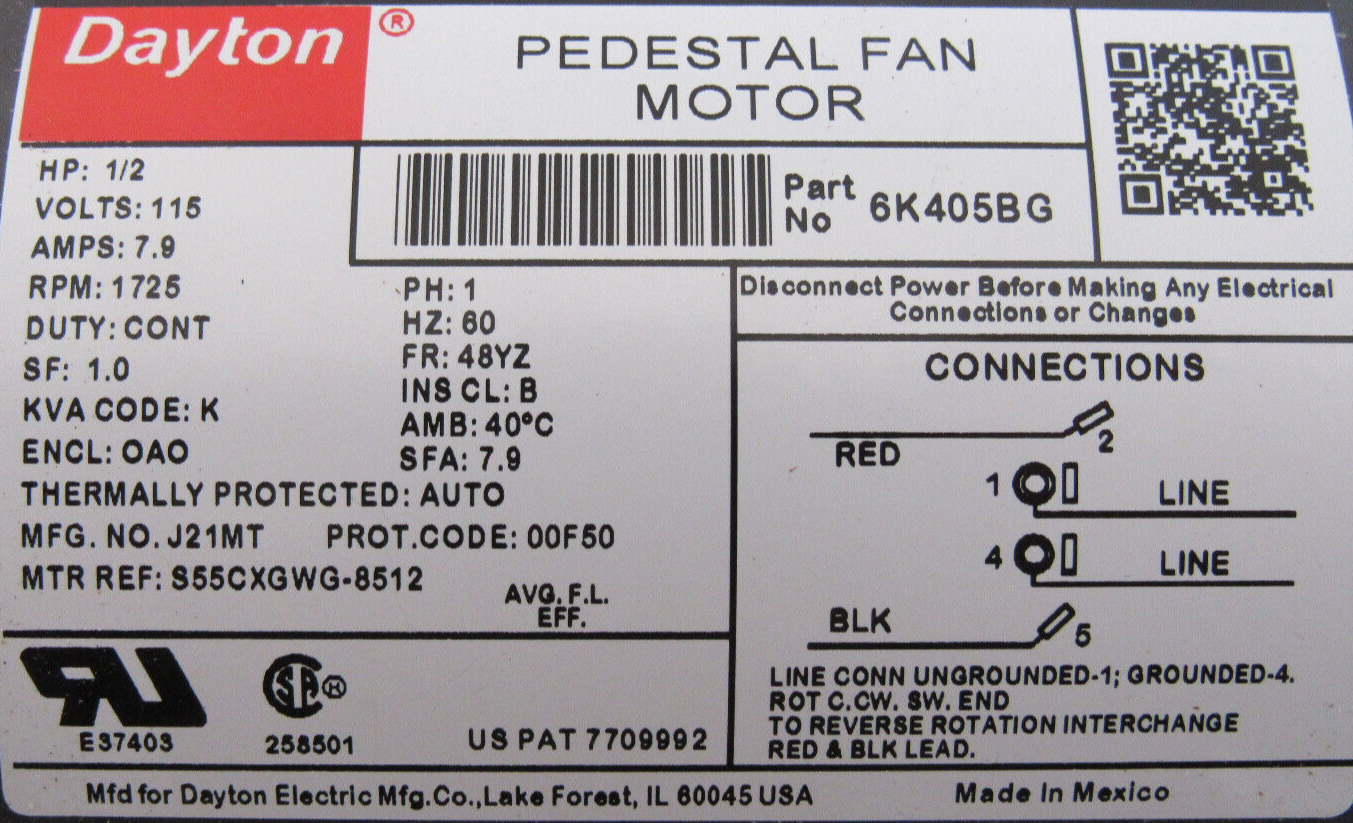 Dayton ®
PEDESTAL FAN
MOTOR
Part
No 6K405BG
HP: 1/2
VOLTS: 115
AMPS: 7.9
RPM: 1725
DUTY: CONT
SF: 1.0
KVA CODE: K
ENCL: OAO
PH: 1
HZ: 60
FR: 48YZ
INS CL: B
AMB: 40°C
SFA: 7.9
THERMALLY PROTECTED: AUTO
MFG. NO. J21MT PROT.CODE: 00F50
MTR REF: S55CXGWG-8512
AVG. F.L.
EFF.
Disconnect Power Before Making Any Electrical
Connections or Changes
CONNECTIONS
RED 2
1 LINE
4 LINE
BLK 5
LINE CONN UNGROUNDED-1; GROUNDED-4.
ROT C.CW. SW. END
TO REVERSE ROTATION INTERCHANGE
RED & BLK LEAD.
RU
E37403
SA ®
258501
US PAT 7709992
Mfd for Dayton Electric Mfg.Co.,Lake Forest, IL 60045 USA
Made In Mexico